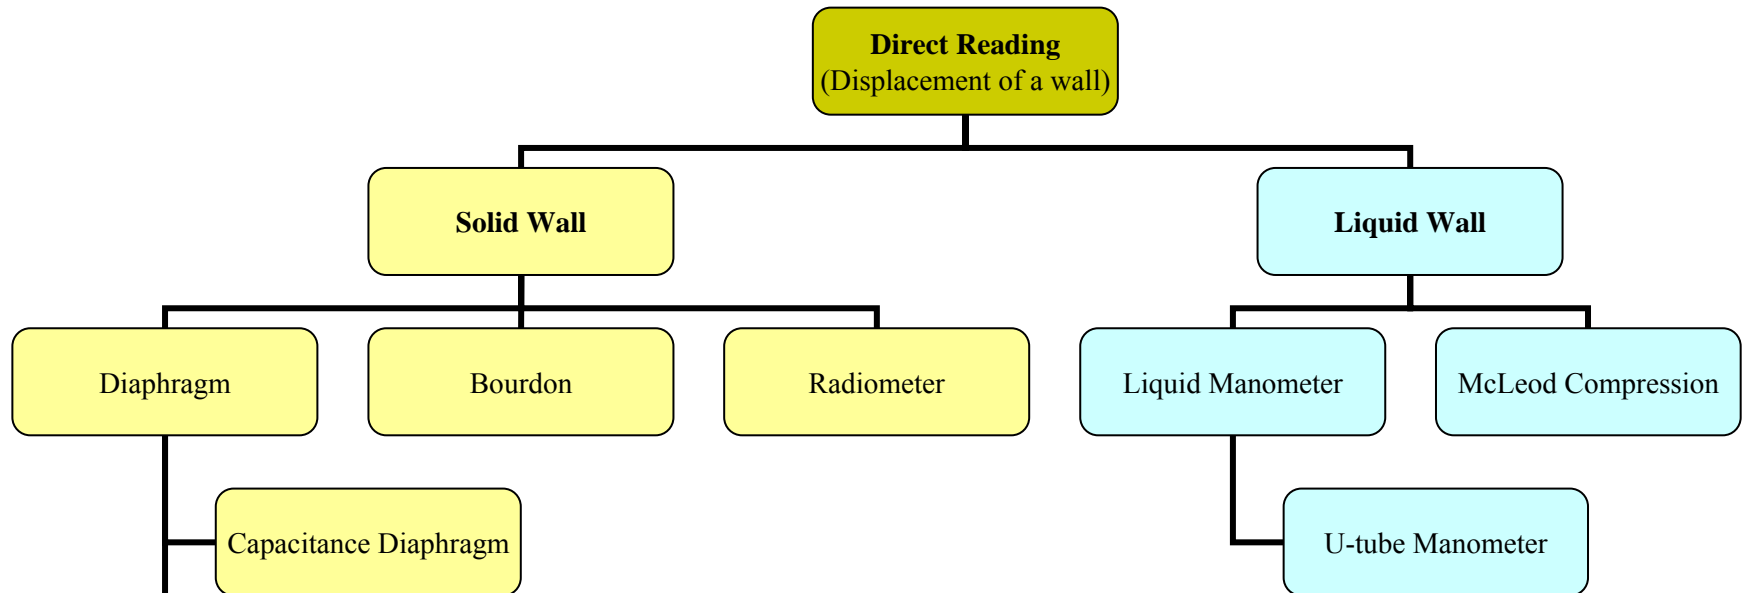 Direct Reading
(Displacement of a wall)
Solid Wall
Liquid Wall
Diaphragm
Bourdon
Radiometer
Liquid Manometer
McLeod Compression
Capacitance Diaphragm
U-tube Manometer